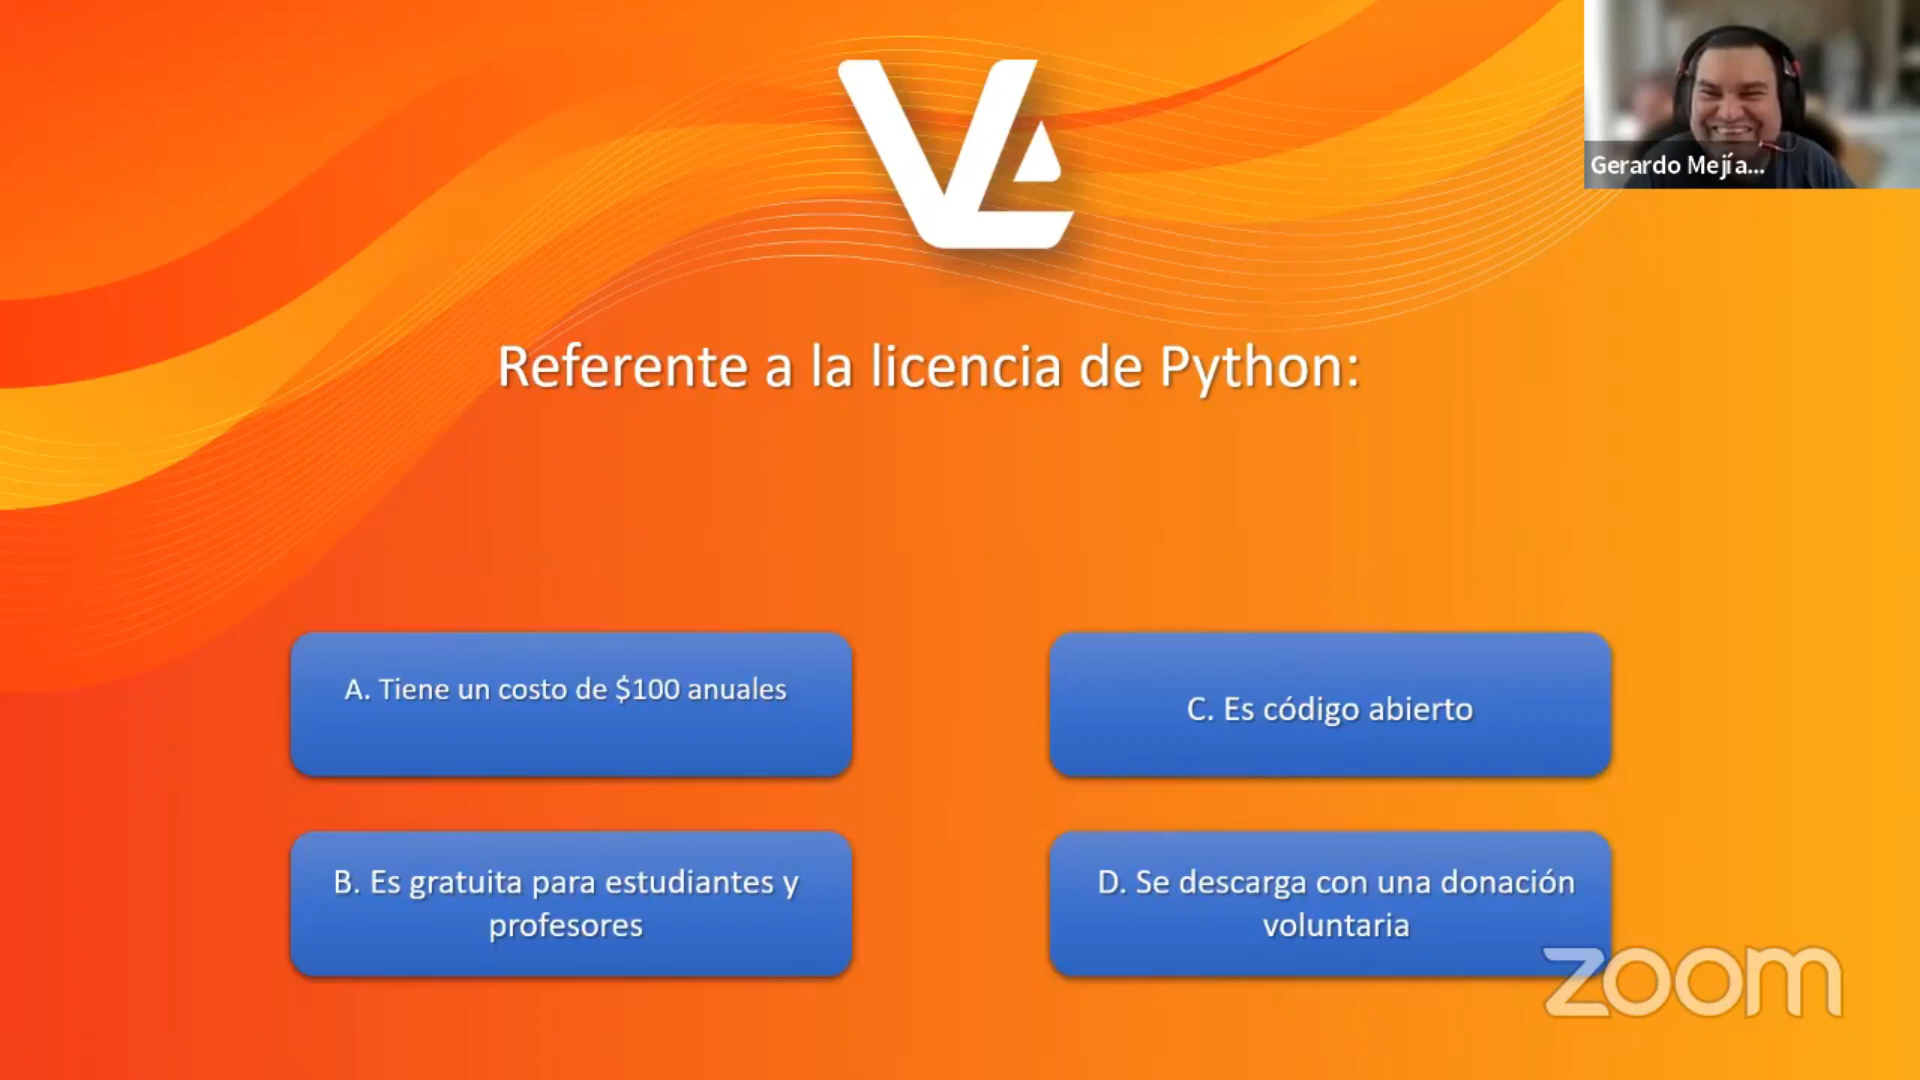 Gerardo Mejía...
Referente a la licencia de Python:
A. Tiene un costo de $100 anuales
C. Es código abierto
B. Es gratuita para estudiantes y
profesores
D. Se descarga con una donación
voluntaria
zoom